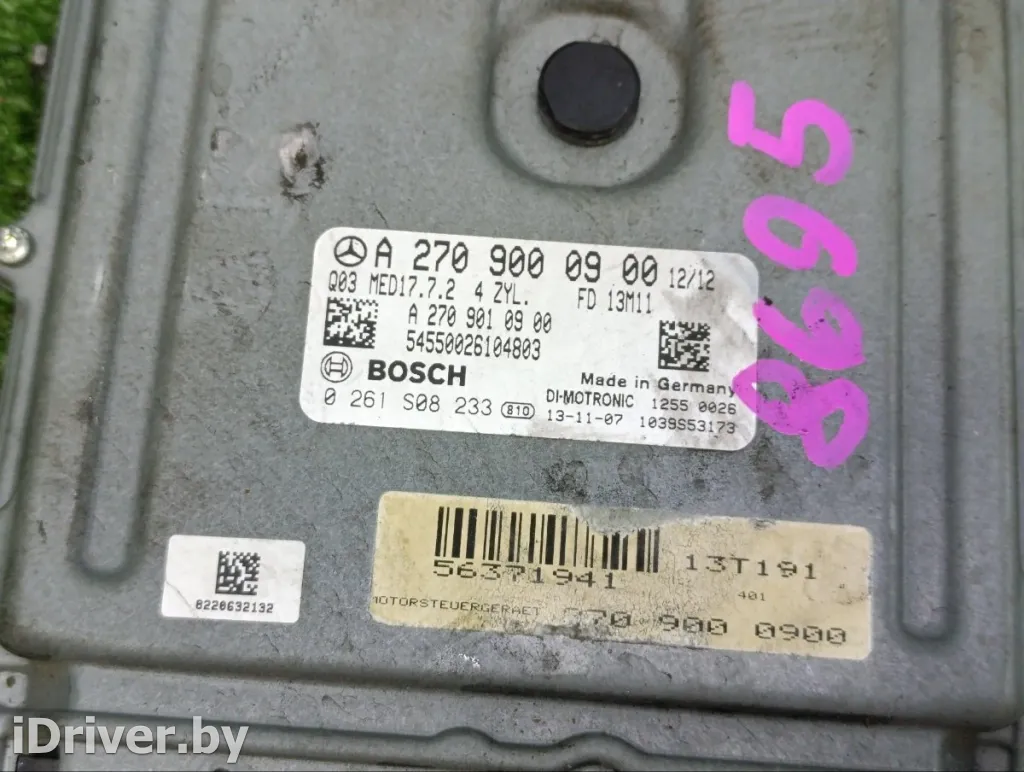 A 270 900 09 00 12/12
Q03 MED17.7.2 4 ZYL. FD 13M11
A 270 901 09 00
54550026104803
BOSCH
Made in Germany
DI-MOTRONIC 1255 0026
0 261 S08 233 810 13-11-07 1039S53173
8695
56371941
13T191
401
MOTORSTEUERGERAET 270 900 0900
8220632132
iDriver.by